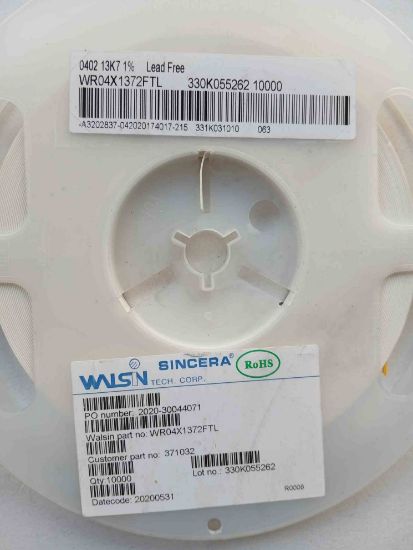 0402 13K7 1% Lead Free
WR04X1372FTL 330K055262 10000
-A3202837-042020174017-215 331K031010 063
WALSIN SINCERA® RoHS
TECH. CORP.
PO number: 2020-30044071
Walsin part no: WR04X1372FTL
Customer part no: 371032
Qty:10000 Lot no.: 330K055262
Datecode: 20200531 R0006